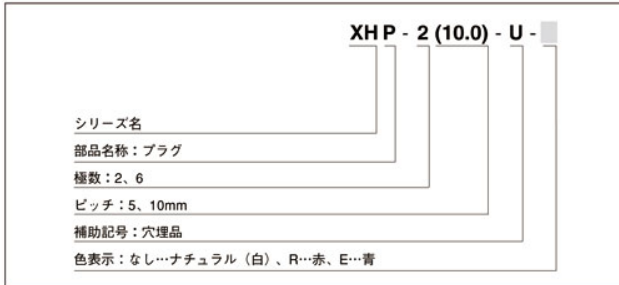 XH P - 2 (10.0) - U -
シリーズ名
部品名称：プラグ
極数：2、6
ピッチ：5、10mm
補助記号：穴埋品
色表示：なし…ナチュラル（白）、R…赤、E…青